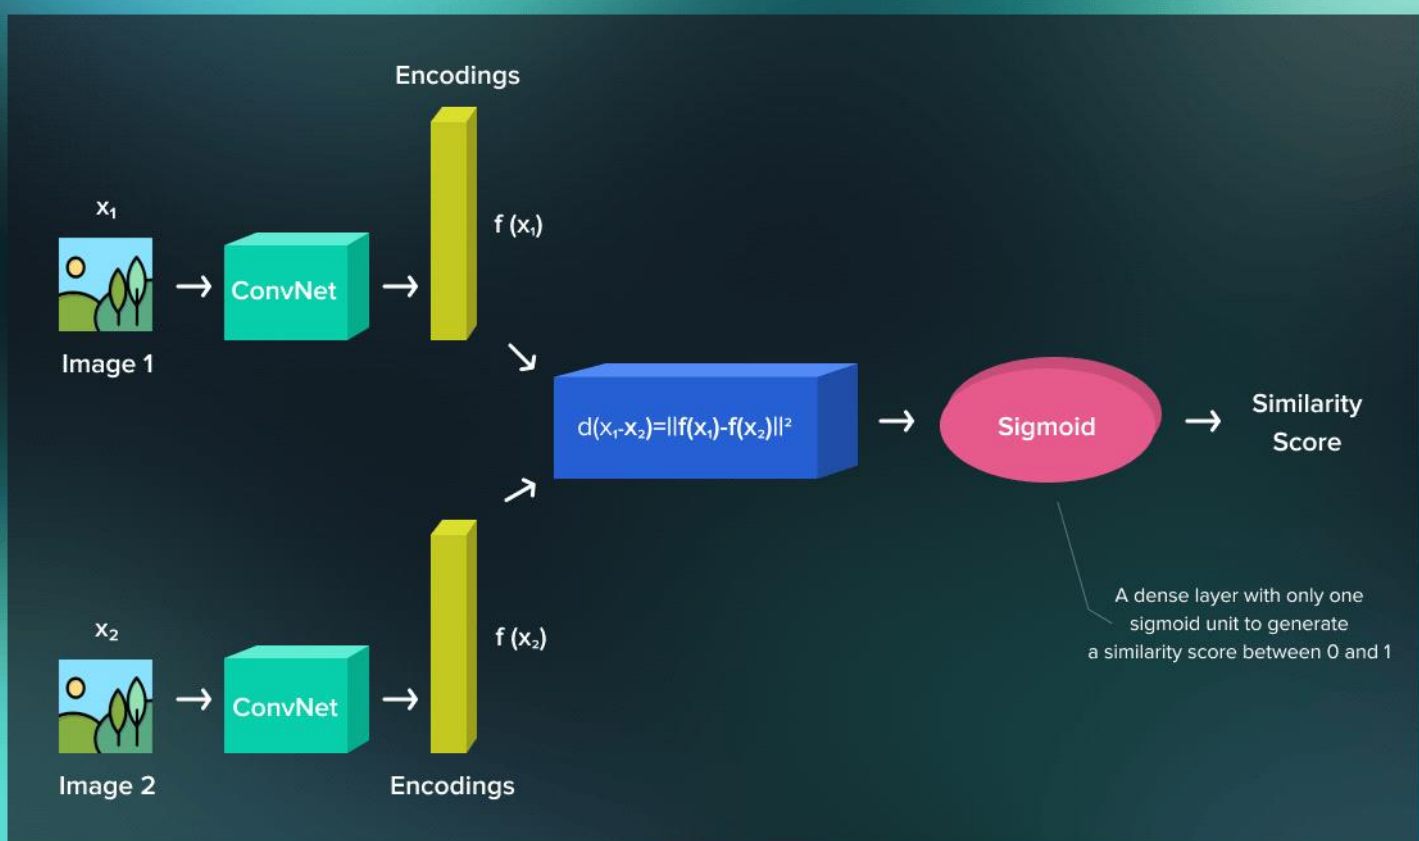 Encodings
x₁
f (x₁)
ConvNet
Image 1
d(x₁-x₂)=||f(x₁)-f(x₂)||²
Sigmoid
Similarity
Score
A dense layer with only one
sigmoid unit to generate
a similarity score between 0 and 1
x₂
f (x₂)
ConvNet
Image 2
Encodings